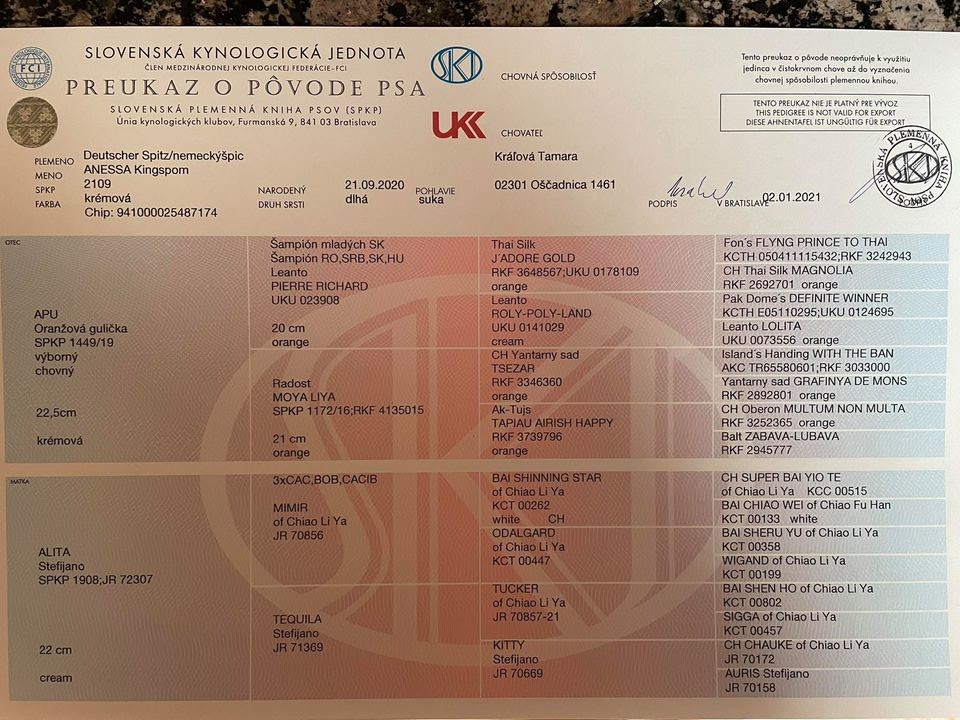 SLOVENSKÁ KYNOLOGICKÁ JEDNOTA
ČLEN MEDZINÁRODNEJ KYNOLOGICKEJ FEDERÁCIE-FCI
PREUKAZ O PÔVODE PSA
SLOVENSKÁ PLEMENNÁ KNIHA PSOV (SPKP)
Únia kynologických klubov, Furmanská 9, 841 03 Bratislava
FCI
SKJ
UKK
CHOVNÁ SPÔSOBILOSŤ
Tento preukaz o pôvode neoprávňuje k využitiu
jedinca v čistokrvnom chove až do vyznačenia
chovnej spôsobilosti plemennou knihou.
TENTO PREUKAZ NIE JE PLATNÝ PRE VÝVOZ
THIS PEDIGREE IS NOT VALID FOR EXPORT
DIESE AHNENTAFEL IST UNGÜLTIG FÜR EXPORT
CHOVATEĽ
PLEMENO Deutscher Spitz/nemeckýšpic
MENO ANESSA Kingspom
SPKP 2109
FARBA krémová
Chip: 941000025487174
NARODENÝ 21.09.2020
DRUH SRSTI dlhá
POHLAVIE suka
Kráľová Tamara
02301 Oščadnica 1461
PODPIS V BRATISLAVE 02.01.2021
SLOVENSKÁ PLEMENNÁ KNIHA PSOV
4
SKJ
OTEC
APU
Oranžová gulička
SPKP 1449/19
výborný
chovný
22,5cm
krémová
Šampión mladých SK
Šampión RO,SRB,SK,HU
Leanto
PIERRE RICHARD
UKU 023908
20 cm
orange
Radost
MOYA LIYA
SPKP 1172/16;RKF 4135015
21 cm
orange
Thai Silk
J´ADORE GOLD
RKF 3648567;UKU 0178109
orange
Leanto
ROLY-POLY-LAND
UKU 0141029
cream
CH Yantarny sad
TSEZAR
RKF 3346360
orange
Ak-Tujs
TAPIAU AIRISH HAPPY
RKF 3739796
orange
Fon´s FLYNG PRINCE TO THAI
KCTH 050411115432;RKF 3242943
CH Thai Silk MAGNOLIA
RKF 2692701 orange
Pak Dome´s DEFINITE WINNER
KCTH E05110295;UKU 0124695
Leanto LOLITA
UKU 0073556 orange
Island´s Handing WITH THE BAN
AKC TR65580601;RKF 3033000
Yantarny sad GRAFINYA DE MONS
RKF 2892801 orange
CH Oberon MULTUM NON MULTA
RKF 3252365 orange
Balt ZABAVA-LUBAVA
RKF 2945777
MATKA
ALITA
Stefijano
SPKP 1908;JR 72307
22 cm
cream
3xCAC,BOB,CACIB
MIMIR
of Chiao Li Ya
JR 70856
TEQUILA
Stefijano
JR 71369
BAI SHINNING STAR
of Chiao Li Ya
KCT 00262
white CH
ODALGARD
of Chiao Li Ya
KCT 00447
TUCKER
of Chiao Li Ya
JR 70857-21
KITTY
Stefijano
JR 70669
CH SUPER BAI YIO TE
of Chiao Li Ya KCC 00515
BAI CHIAO WEI of Chiao Fu Han
KCT 00133 white
BAI SHERU YU of Chiao Li Ya
KCT 00358
WIGAND of Chiao Li Ya
KCT 00199
BAI SHEN HO of Chiao Li Ya
KCC 00802
SIGGA of Chiao Li Ya
KCT 00457
CH CHAUKE of Chiao Li Ya
JR 70172
AURIS Stefijano
JR 70158